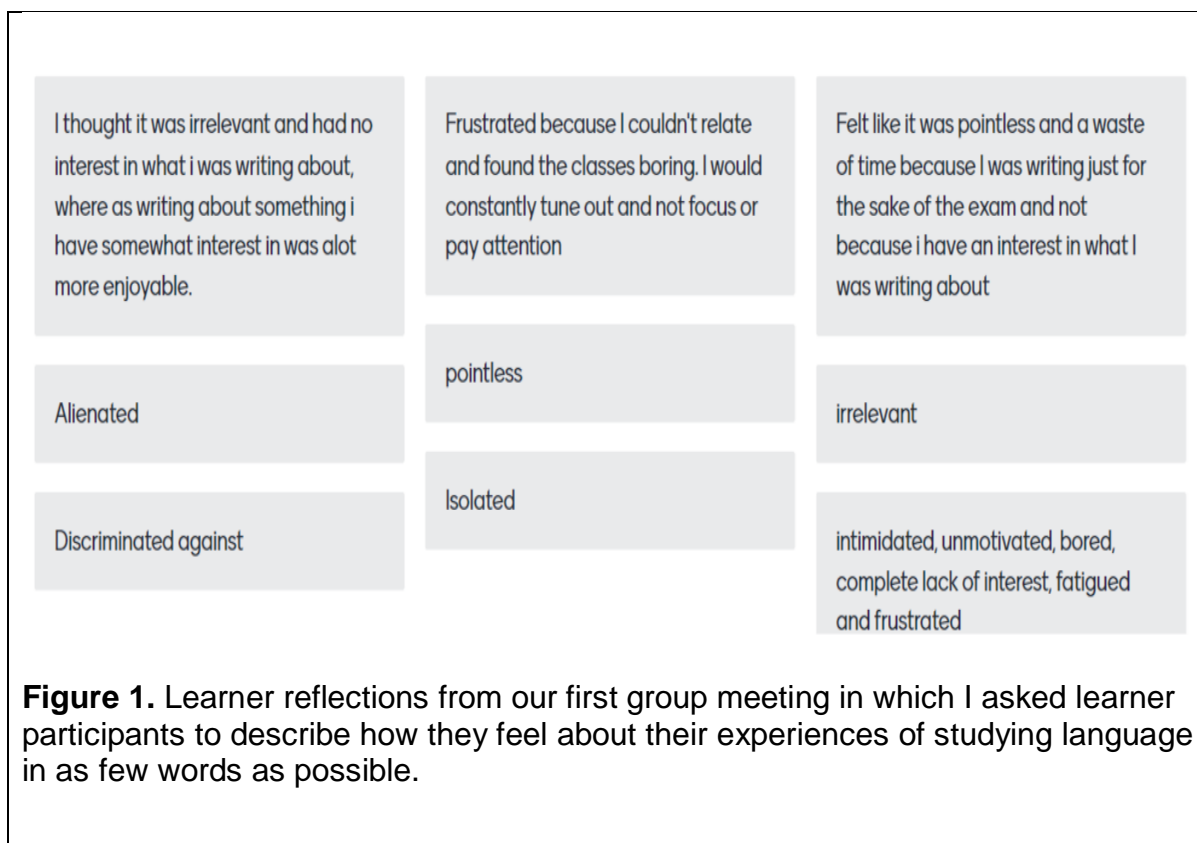 I thought it was irrelevant and had no
interest in what i was writing about,
where as writing about something i
have somewhat interest in was alot
more enjoyable.
Alienated
Discriminated against
Frustrated because I couldn't relate
and found the classes boring. I would
constantly tune out and not focus or
pay attention
pointless
Isolated
Felt like it was pointless and a waste
of time because I was writing just for
the sake of the exam and not
because i have an interest in what I
was writing about
irrelevant
intimidated, unmotivated, bored,
complete lack of interest, fatigued
and frustrated
Figure 1. Learner reflections from our first group meeting in which I asked learner
participants to describe how they feel about their experiences of studying language
in as few words as possible.